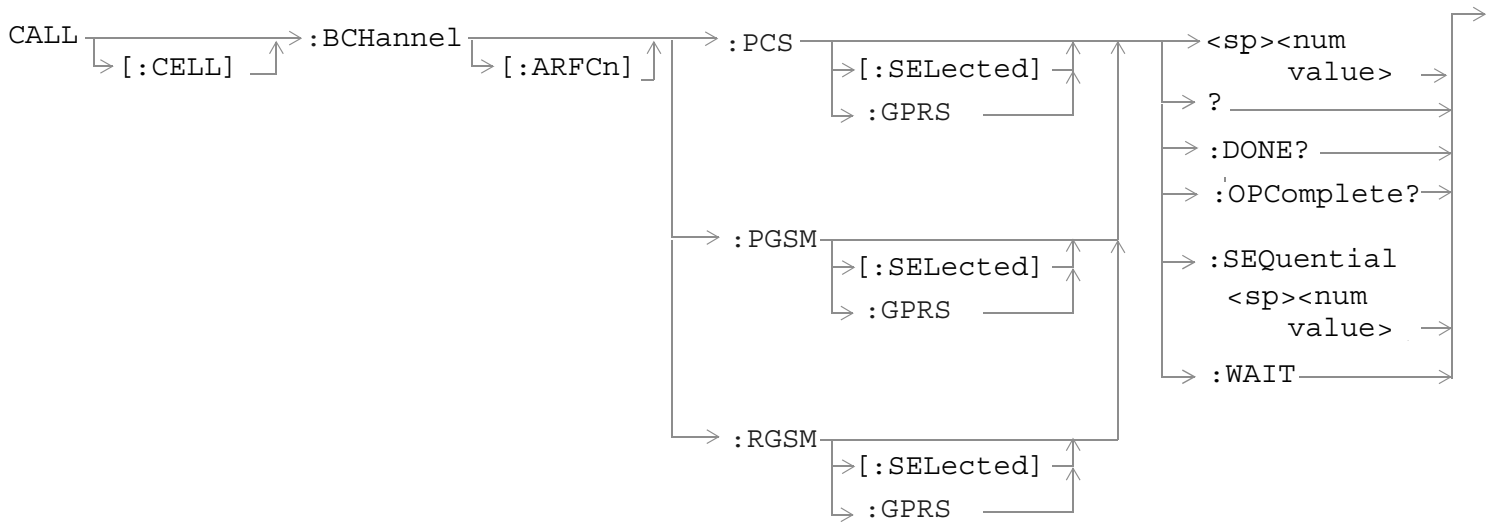 CALL
[:CELL]
:BCHannel
[:ARFCn]
:PCS
[:SELected]
:GPRS
:PGSM
[:SELected]
:GPRS
:RGSM
[:SELected]
:GPRS
<sp><num
value>
?
:DONE?
:OPComplete?
:SEQuential
<sp><num
value>
:WAIT